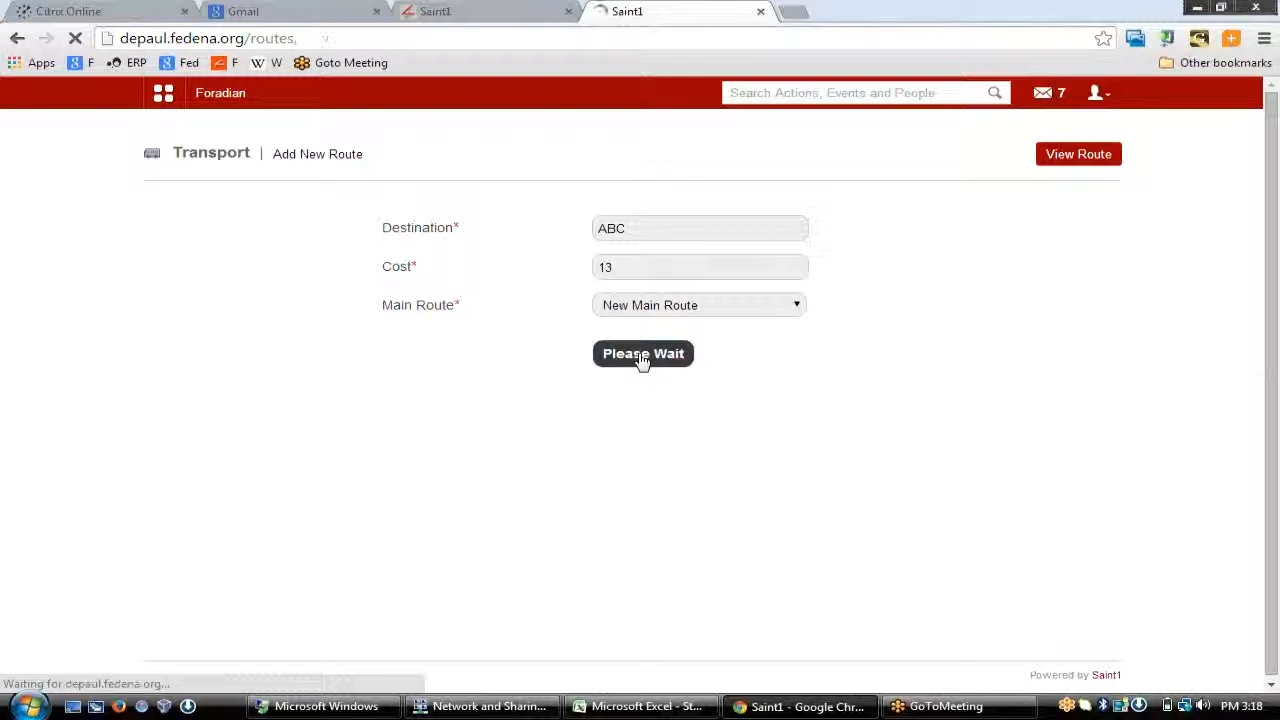 Citrix Online
Gmail
Saint1
Saint1
depaul.fedena.org/routes,
Apps
F
ERP
Fed
F
W
Goto Meeting
Other bookmarks
Foradian
Search Actions, Events and People
7
Transport | Add New Route
View Route
Destination*
ABC
Cost*
13
Main Route*
New Main Route
Please Wait
Powered by Saint1
Waiting for depaul.fedena.org...
Microsoft Windows
Network and Sharin...
Microsoft Excel - St...
Saint1 - Google Chr...
GoToMeeting
PM 3:18